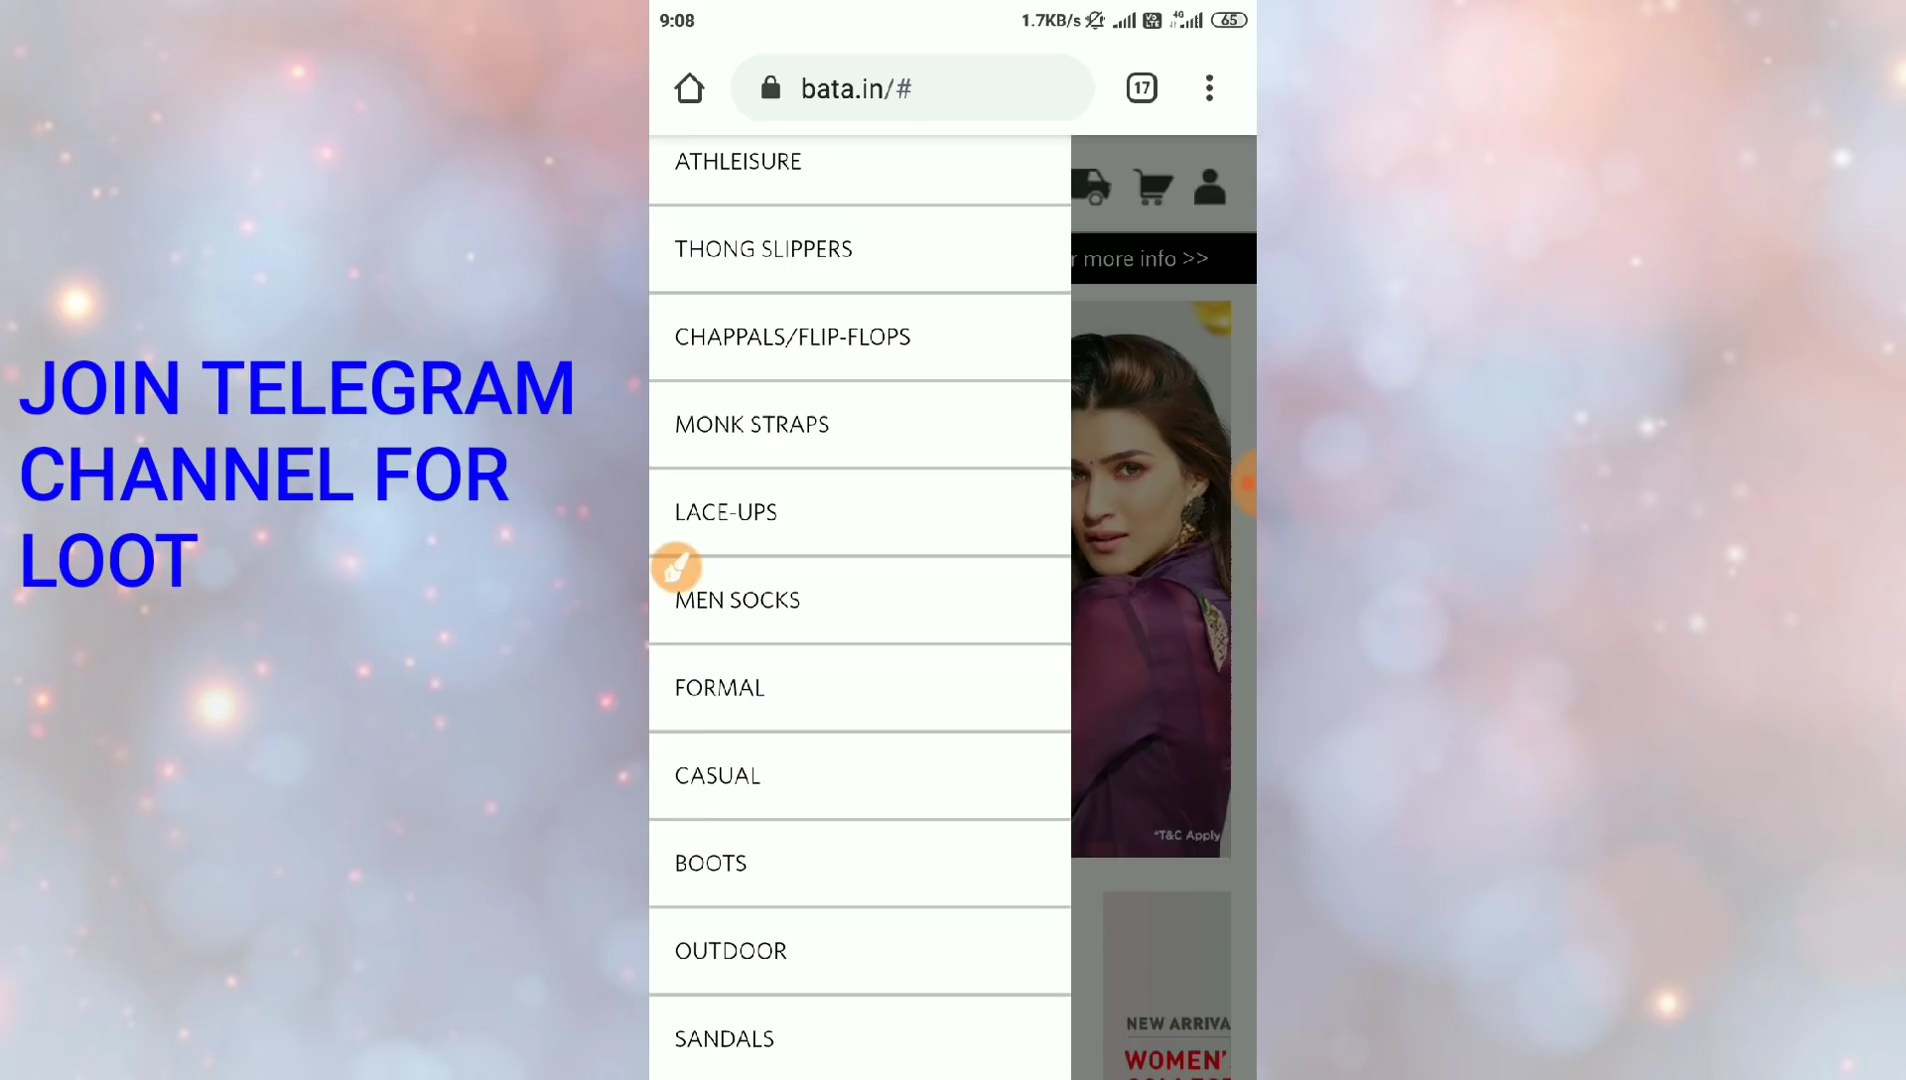 JOIN TELEGRAM
CHANNEL FOR
LOOT
9:08
1.7KB/s
4G
65
bata.in/#
17
ATHLEISURE
THONG SLIPPERS
CHAPPALS/FLIP-FLOPS
MONK STRAPS
LACE-UPS
MEN SOCKS
FORMAL
CASUAL
BOOTS
OUTDOOR
SANDALS
more info >>
*T&C Apply
NEW ARRIVA
WOMEN'